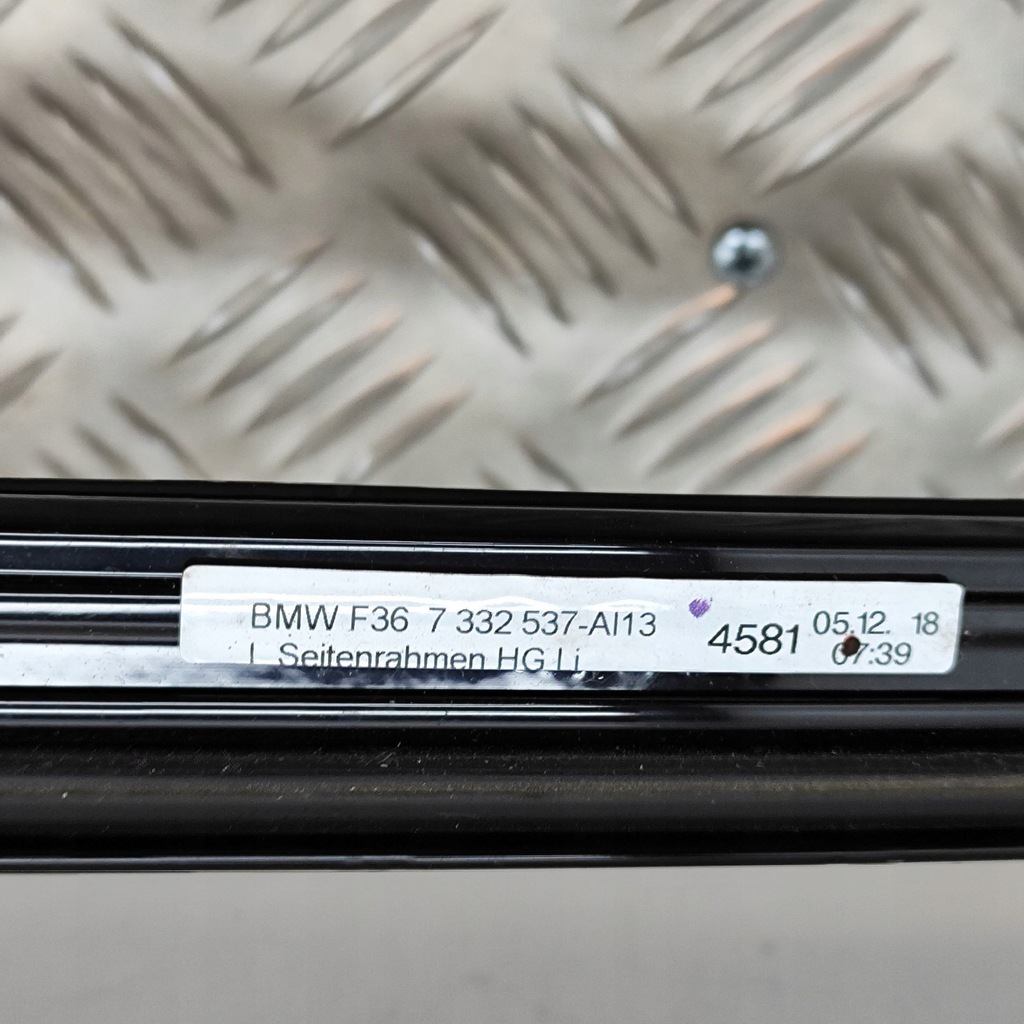 BMW F36 7 332 537-AI13
I. Seitenrahmen HG Li
4581
05.12. 18
07:39